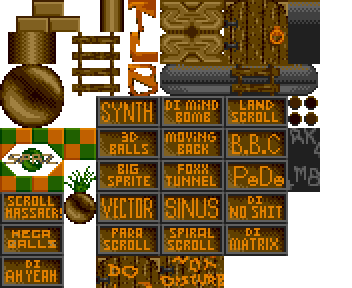 SYNTH
DI MIND
BOMB
LAND
SCROLL
3D
BALLS
MOVING
BACK
B.B.C
BIG
SPRITE
FOXX
TUNNEL
PeDe
SCROLL
MASSACR!
VECTOR
SINUS
DI
NO SHIT
MEGA
BALLS
PARA
SCROLL
SPIRAL
SCROLL
DI
MATRIX
DI
AH YEAH
DO